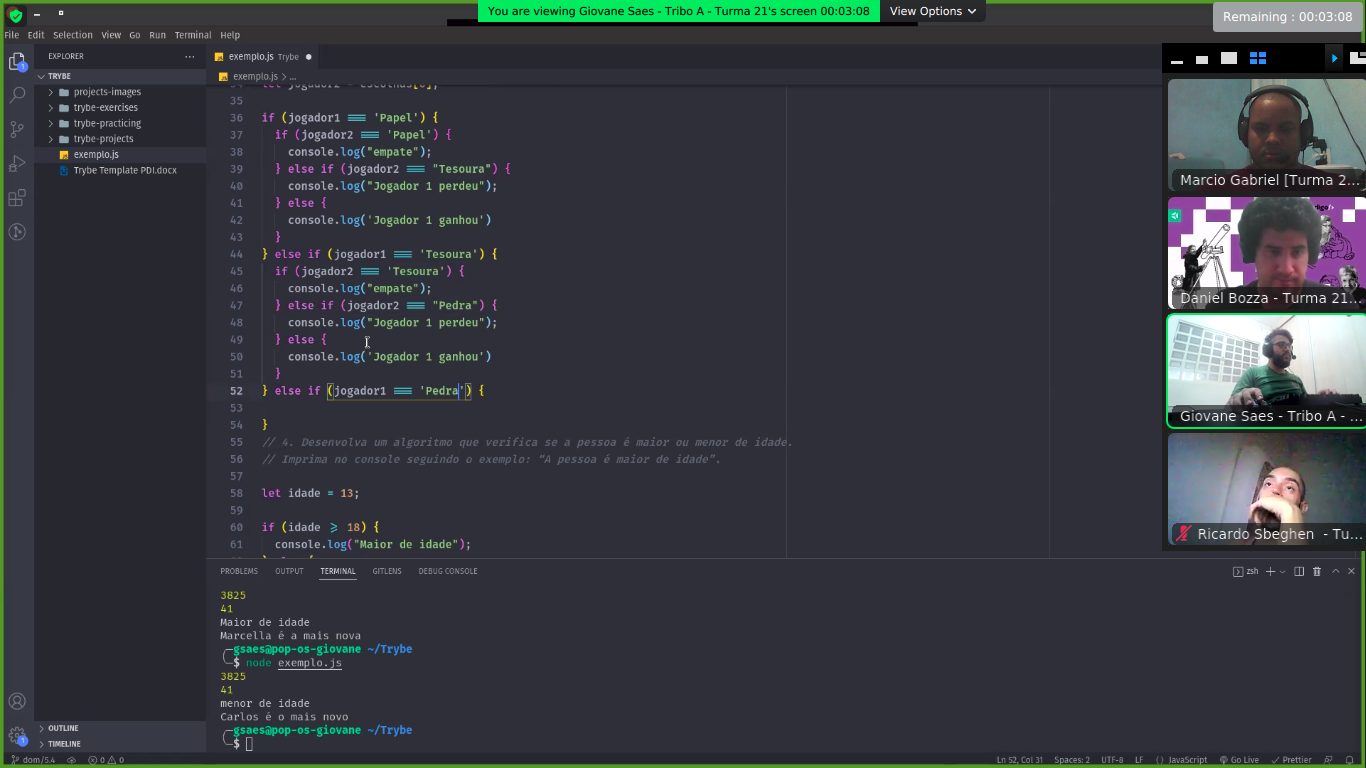 You are viewing Giovane Saes - Tribo A - Turma 21's screen 00:03:08
View Options
Remaining : 00:03:08
File Edit Selection View Go Run Terminal Help
EXPLORER
TRYBE
projects-images
trybe-exercises
trybe-practicing
trybe-projects
exemplo.js
Trybe Template PDI.docx
OUTLINE
TIMELINE
exemplo.js Trybe
exemplo.js > ...
35
36 if (jogador1 === 'Papel') {
37 if (jogador2 === 'Papel') {
38 console.log("empate");
39 } else if (jogador2 === "Tesoura") {
40 console.log("Jogador 1 perdeu");
41 } else {
42 console.log('Jogador 1 ganhou')
43 }
44 } else if (jogador1 === 'Tesoura') {
45 if (jogador2 === 'Tesoura') {
46 console.log("empate");
47 } else if (jogador2 === "Pedra") {
48 console.log("Jogador 1 perdeu");
49 } else {
50 console.log('Jogador 1 ganhou')
51 }
52 } else if (jogador1 === 'Pedra') {
53
54 }
55 // 4. Desenvolva um algoritmo que verifica se a pessoa é maior ou menor de idade.
56 // Imprima no console seguindo o exemplo: “A pessoa é maior de idade”.
57
58 let idade = 13;
59
60 if (idade >= 18) {
61 console.log("Maior de idade");
PROBLEMS OUTPUT TERMINAL GITLENS DEBUG CONSOLE
zsh
3825
41
Maior de idade
Marcella é a mais nova
gsaes@pop-os-giovane ~/Trybe
$ node exemplo.js
3825
41
menor de idade
Carlos é o mais novo
gsaes@pop-os-giovane ~/Trybe
$
Marcio Gabriel [Turma 2...
Daniel Bozza - Turma 21...
Giovane Saes - Tribo A - ...
Ricardo Sbeghen - Tu...
dom/5.4 0 0
Ln 52, Col 31 Spaces: 2 UTF-8 LF {} JavaScript Go Live Prettier